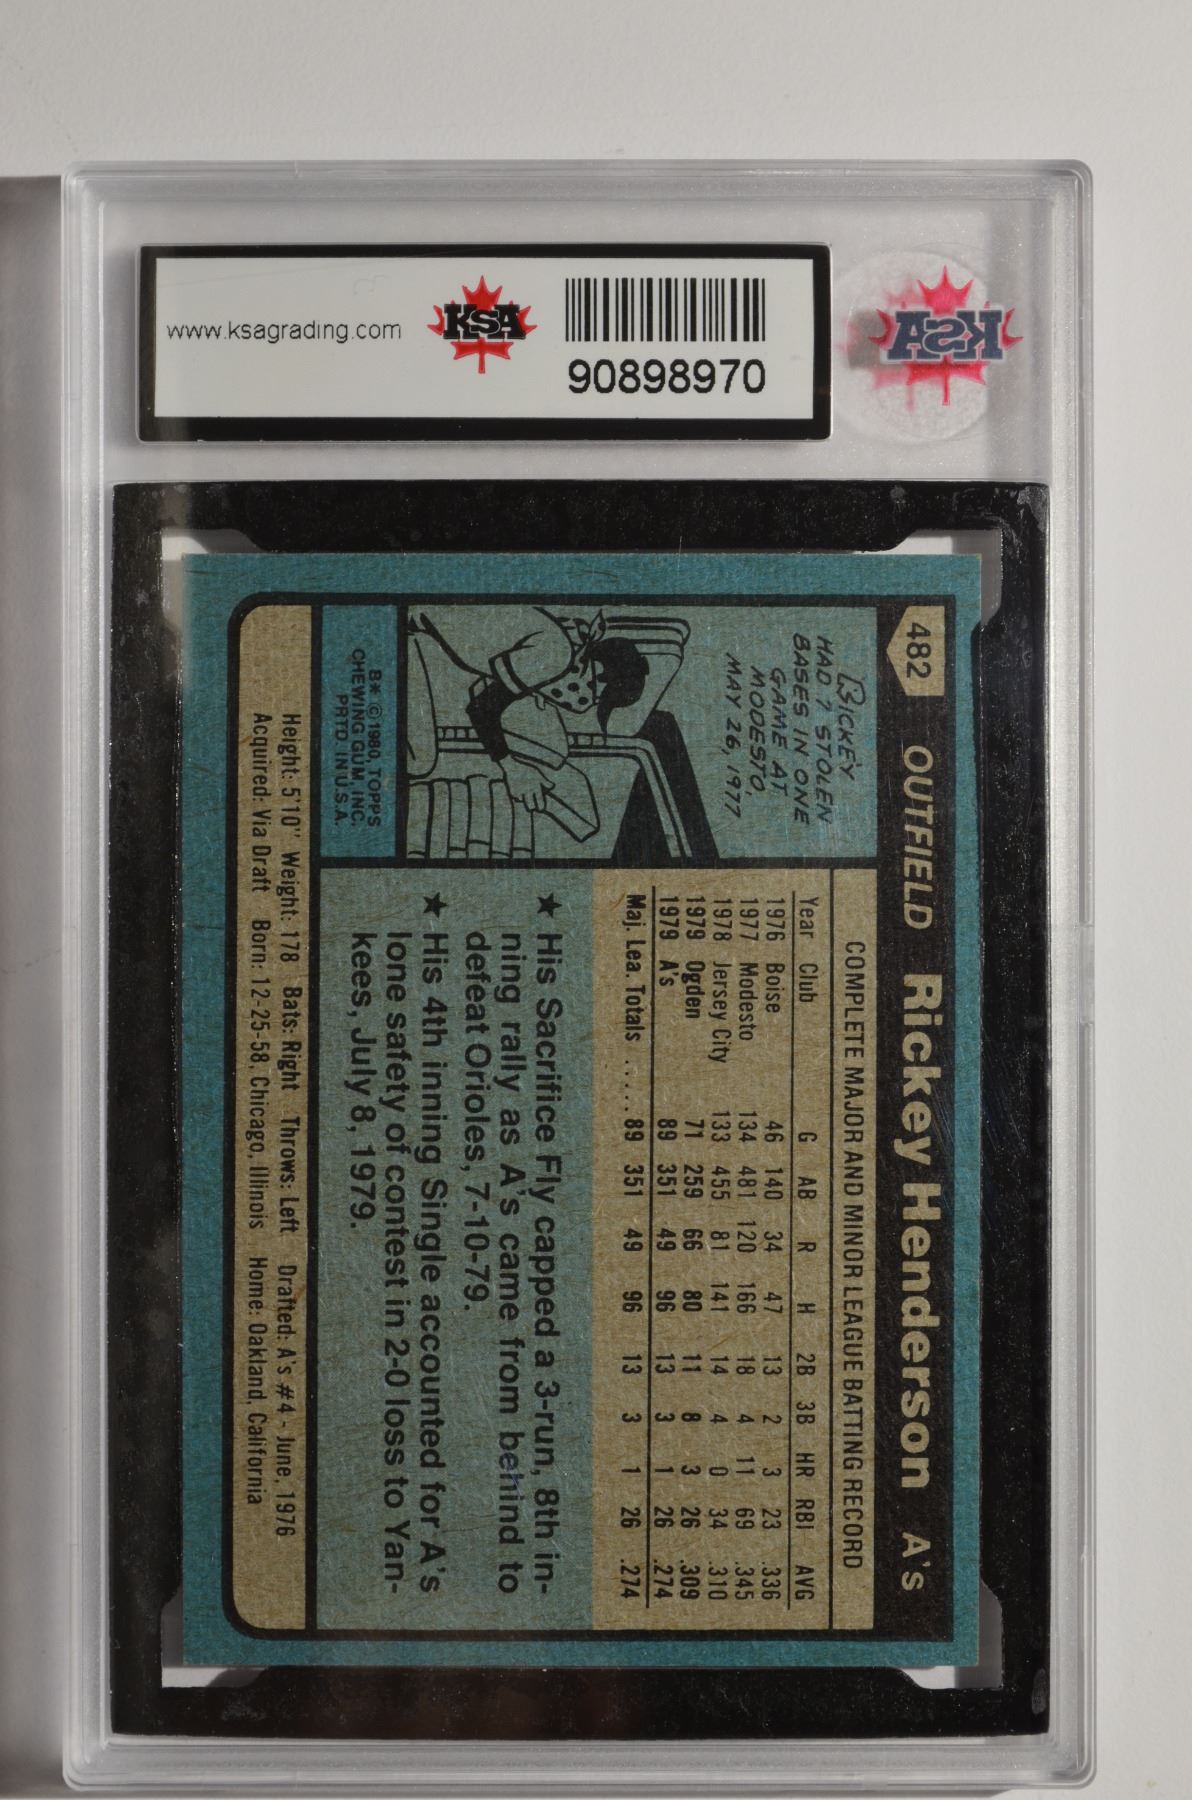 www.ksagrading.com
KSA
90898970
KSA
482 OUTFIELD Rickey Henderson A's
RICKEY
HAD 7 STOLEN
BASES IN ONE
GAME AT
MODESTO,
MAY 26, 1977
B* ©1980, TOPPS
CHEWING GUM INC.
PRTD. IN U.S.A.
COMPLETE MAJOR AND MINOR LEAGUE BATTING RECORD
Year Club G AB R H 2B 3B HR RBI AVG
1976 Boise 46 140 34 47 13 2 3 23 .336
1977 Modesto 134 481 120 166 18 4 11 69 .345
1978 Jersey City 133 455 81 141 14 4 0 34 .310
1979 Ogden 71 259 66 80 11 8 3 26 .309
1979 A's 89 351 49 96 13 3 1 26 .274
Maj. Lea. Totals ..... 89 351 49 96 13 3 1 26 .274
★ His Sacrifice Fly capped a 3-run, 8th in-
ning rally as A's came from behind to
defeat Orioles, 7-10-79.
★ His 4th inning Single accounted for A's
lone safety of contest in 2-0 loss to Yan-
kees, July 8, 1979.
Height: 5'10" Weight: 178 Bats: Right Throws: Left Drafted: A's #4 - June, 1976
Acquired: Via Draft Born: 12-25-58, Chicago, Illinois Home: Oakland, California